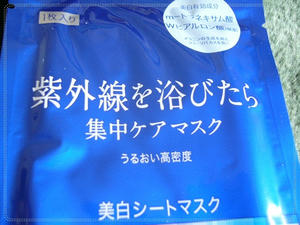 1枚入り
美白有効成分
m-トラネキサム酸
Wヒアルロン酸
紫外線を浴びたら
集中ケアマスク
うるおい高密度
美白シートマスク